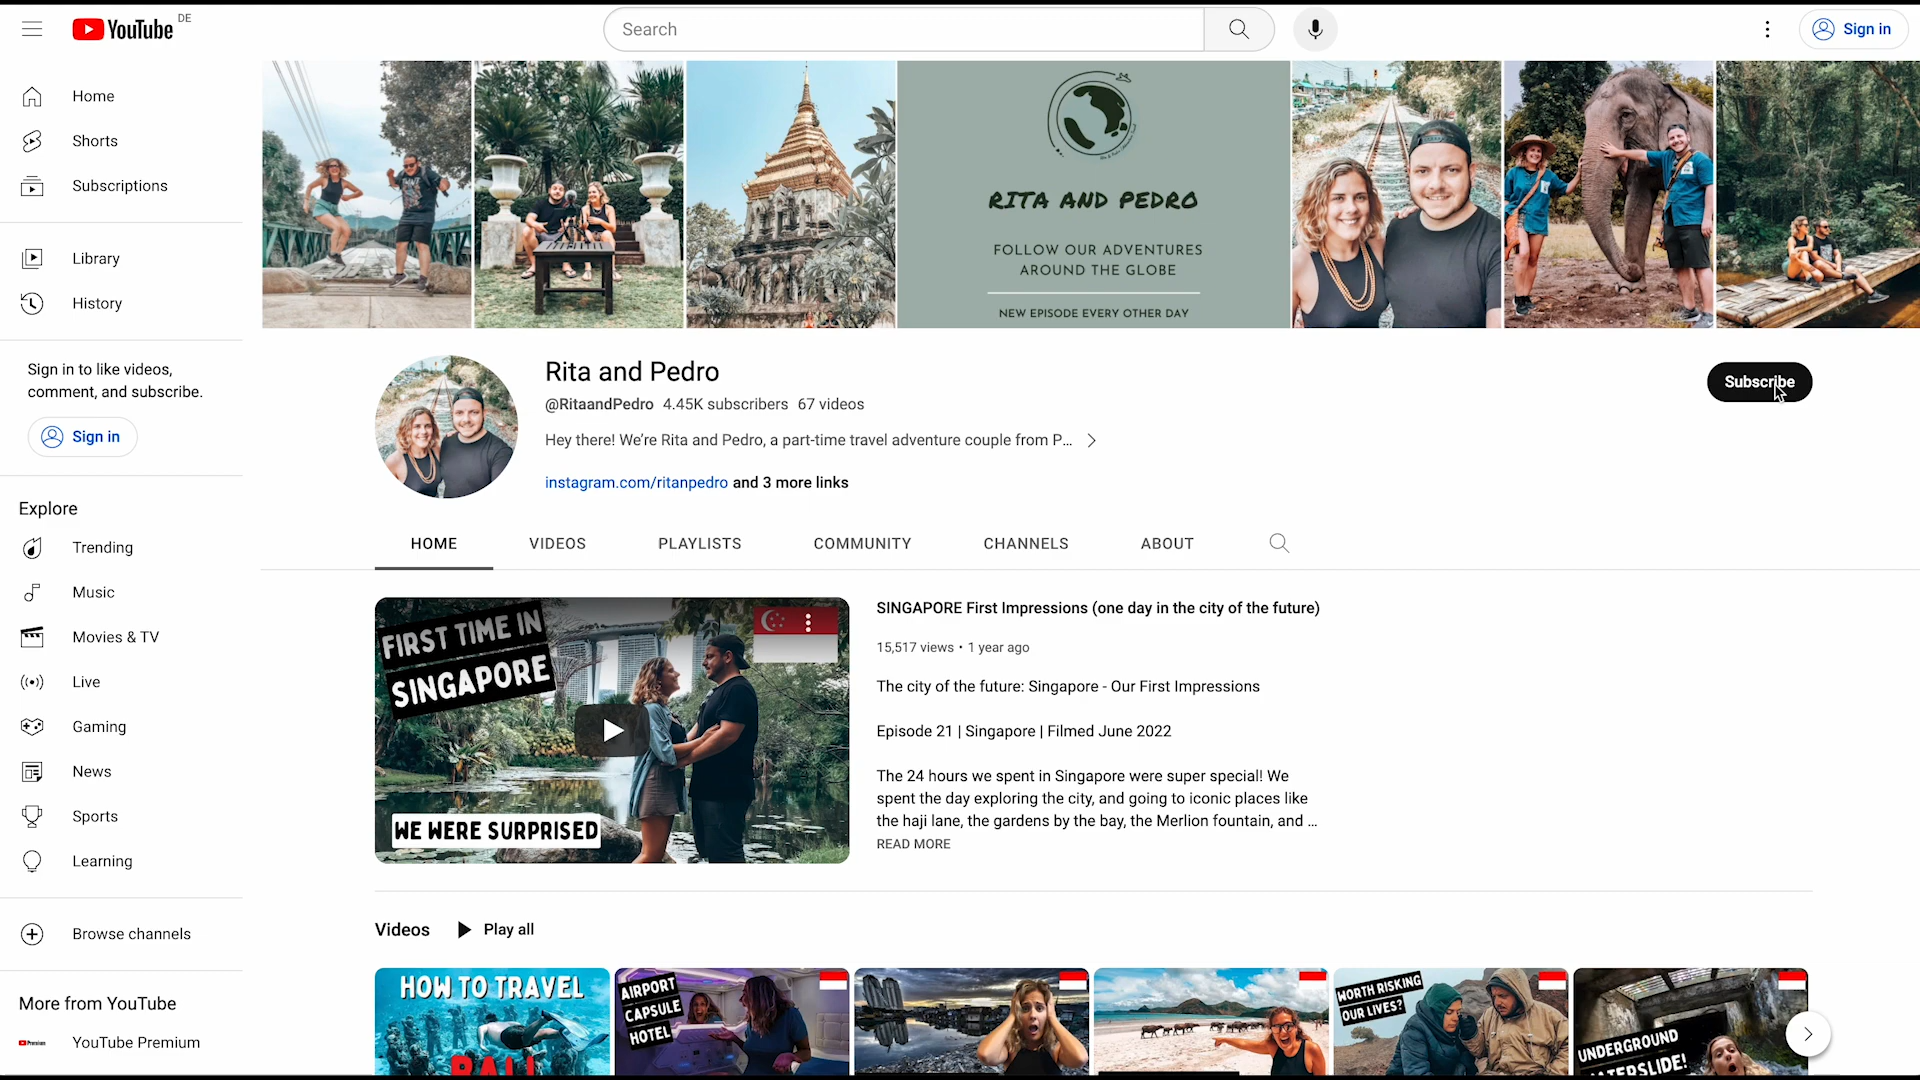 YouTube DE
Search
Sign in
Home
Shorts
Subscriptions
Library
History
Sign in to like videos,
comment, and subscribe.
Sign in
Explore
Trending
Music
Movies & TV
Live
Gaming
News
Sports
Learning
Browse channels
More from YouTube
Premium
YouTube Premium
RITA AND PEDRO
FOLLOW OUR ADVENTURES
AROUND THE GLOBE
NEW EPISODE EVERY OTHER DAY
Rita and Pedro
@RitaandPedro 4.45K subscribers 67 videos
Hey there! We're Rita and Pedro, a part-time travel adventure couple from P...
instagram.com/ritanpedro and 3 more links
Subscribe
HOME VIDEOS PLAYLISTS COMMUNITY CHANNELS ABOUT
FIRST TIME IN
SINGAPORE
WE WERE SURPRISED
SINGAPORE First Impressions (one day in the city of the future)
15,517 views • 1 year ago
The city of the future: Singapore - Our First Impressions
Episode 21 | Singapore | Filmed June 2022
The 24 hours we spent in Singapore were super special! We
spent the day exploring the city, and going to iconic places like
the haji lane, the gardens by the bay, the Merlion fountain, and ...
READ MORE
Videos Play all
HOW TO TRAVEL
BALI
AIRPORT
CAPSULE
HOTEL
WORTH RISKING
OUR LIVES?
UNDERGROUND
WATERSLIDE!